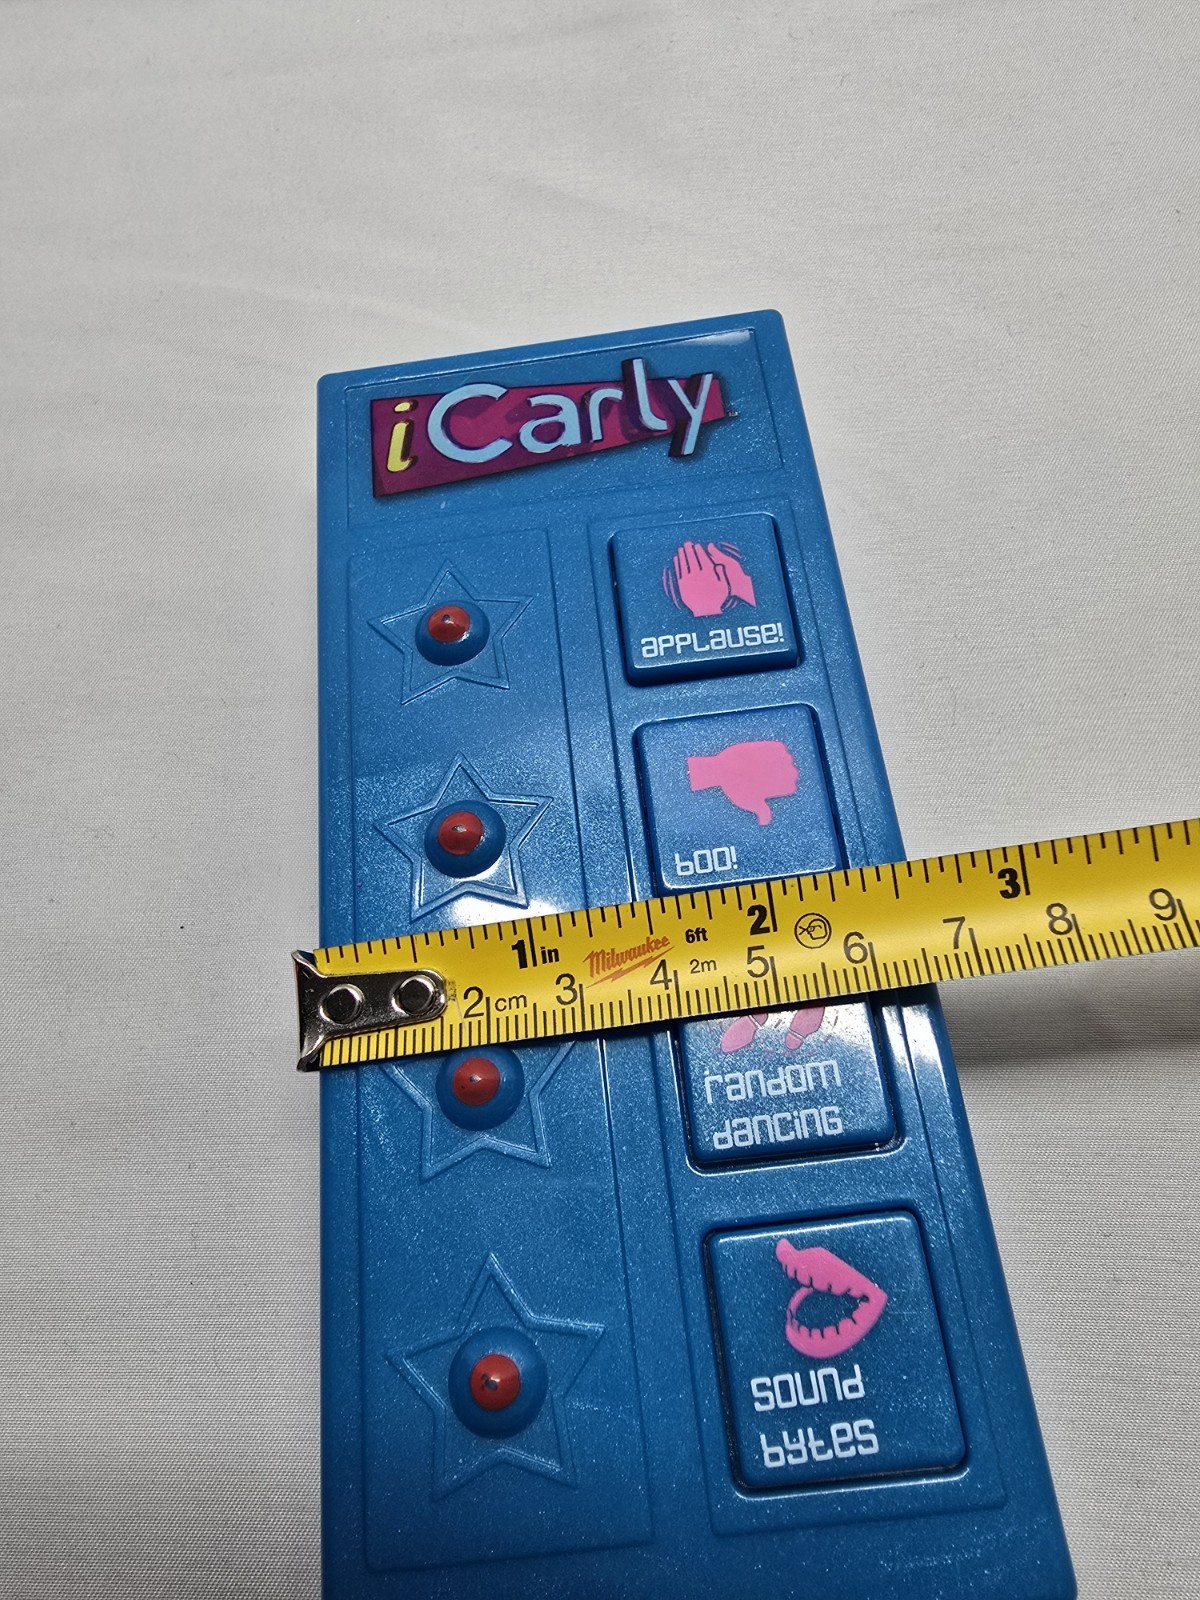 iCarly
applause!
boo!
1 in Milwaukee 6ft 2 3
2 cm 3 4 2m 5 6 7 8 9
random
dancing
sound
bytes